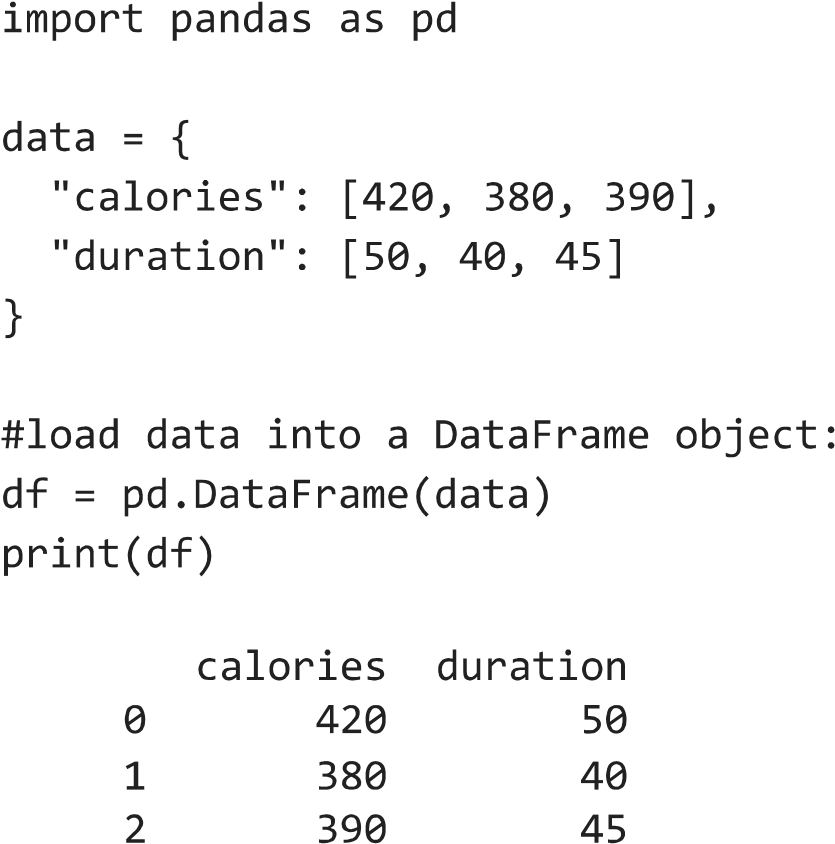 import pandas as pd
data = {
  "calories": [420, 380, 390],
  "duration": [50, 40, 45]
}
#load data into a DataFrame object:
df = pd.DataFrame(data)
print(df)
        calories  duration
     0       420        50
     1       380        40
     2       390        45